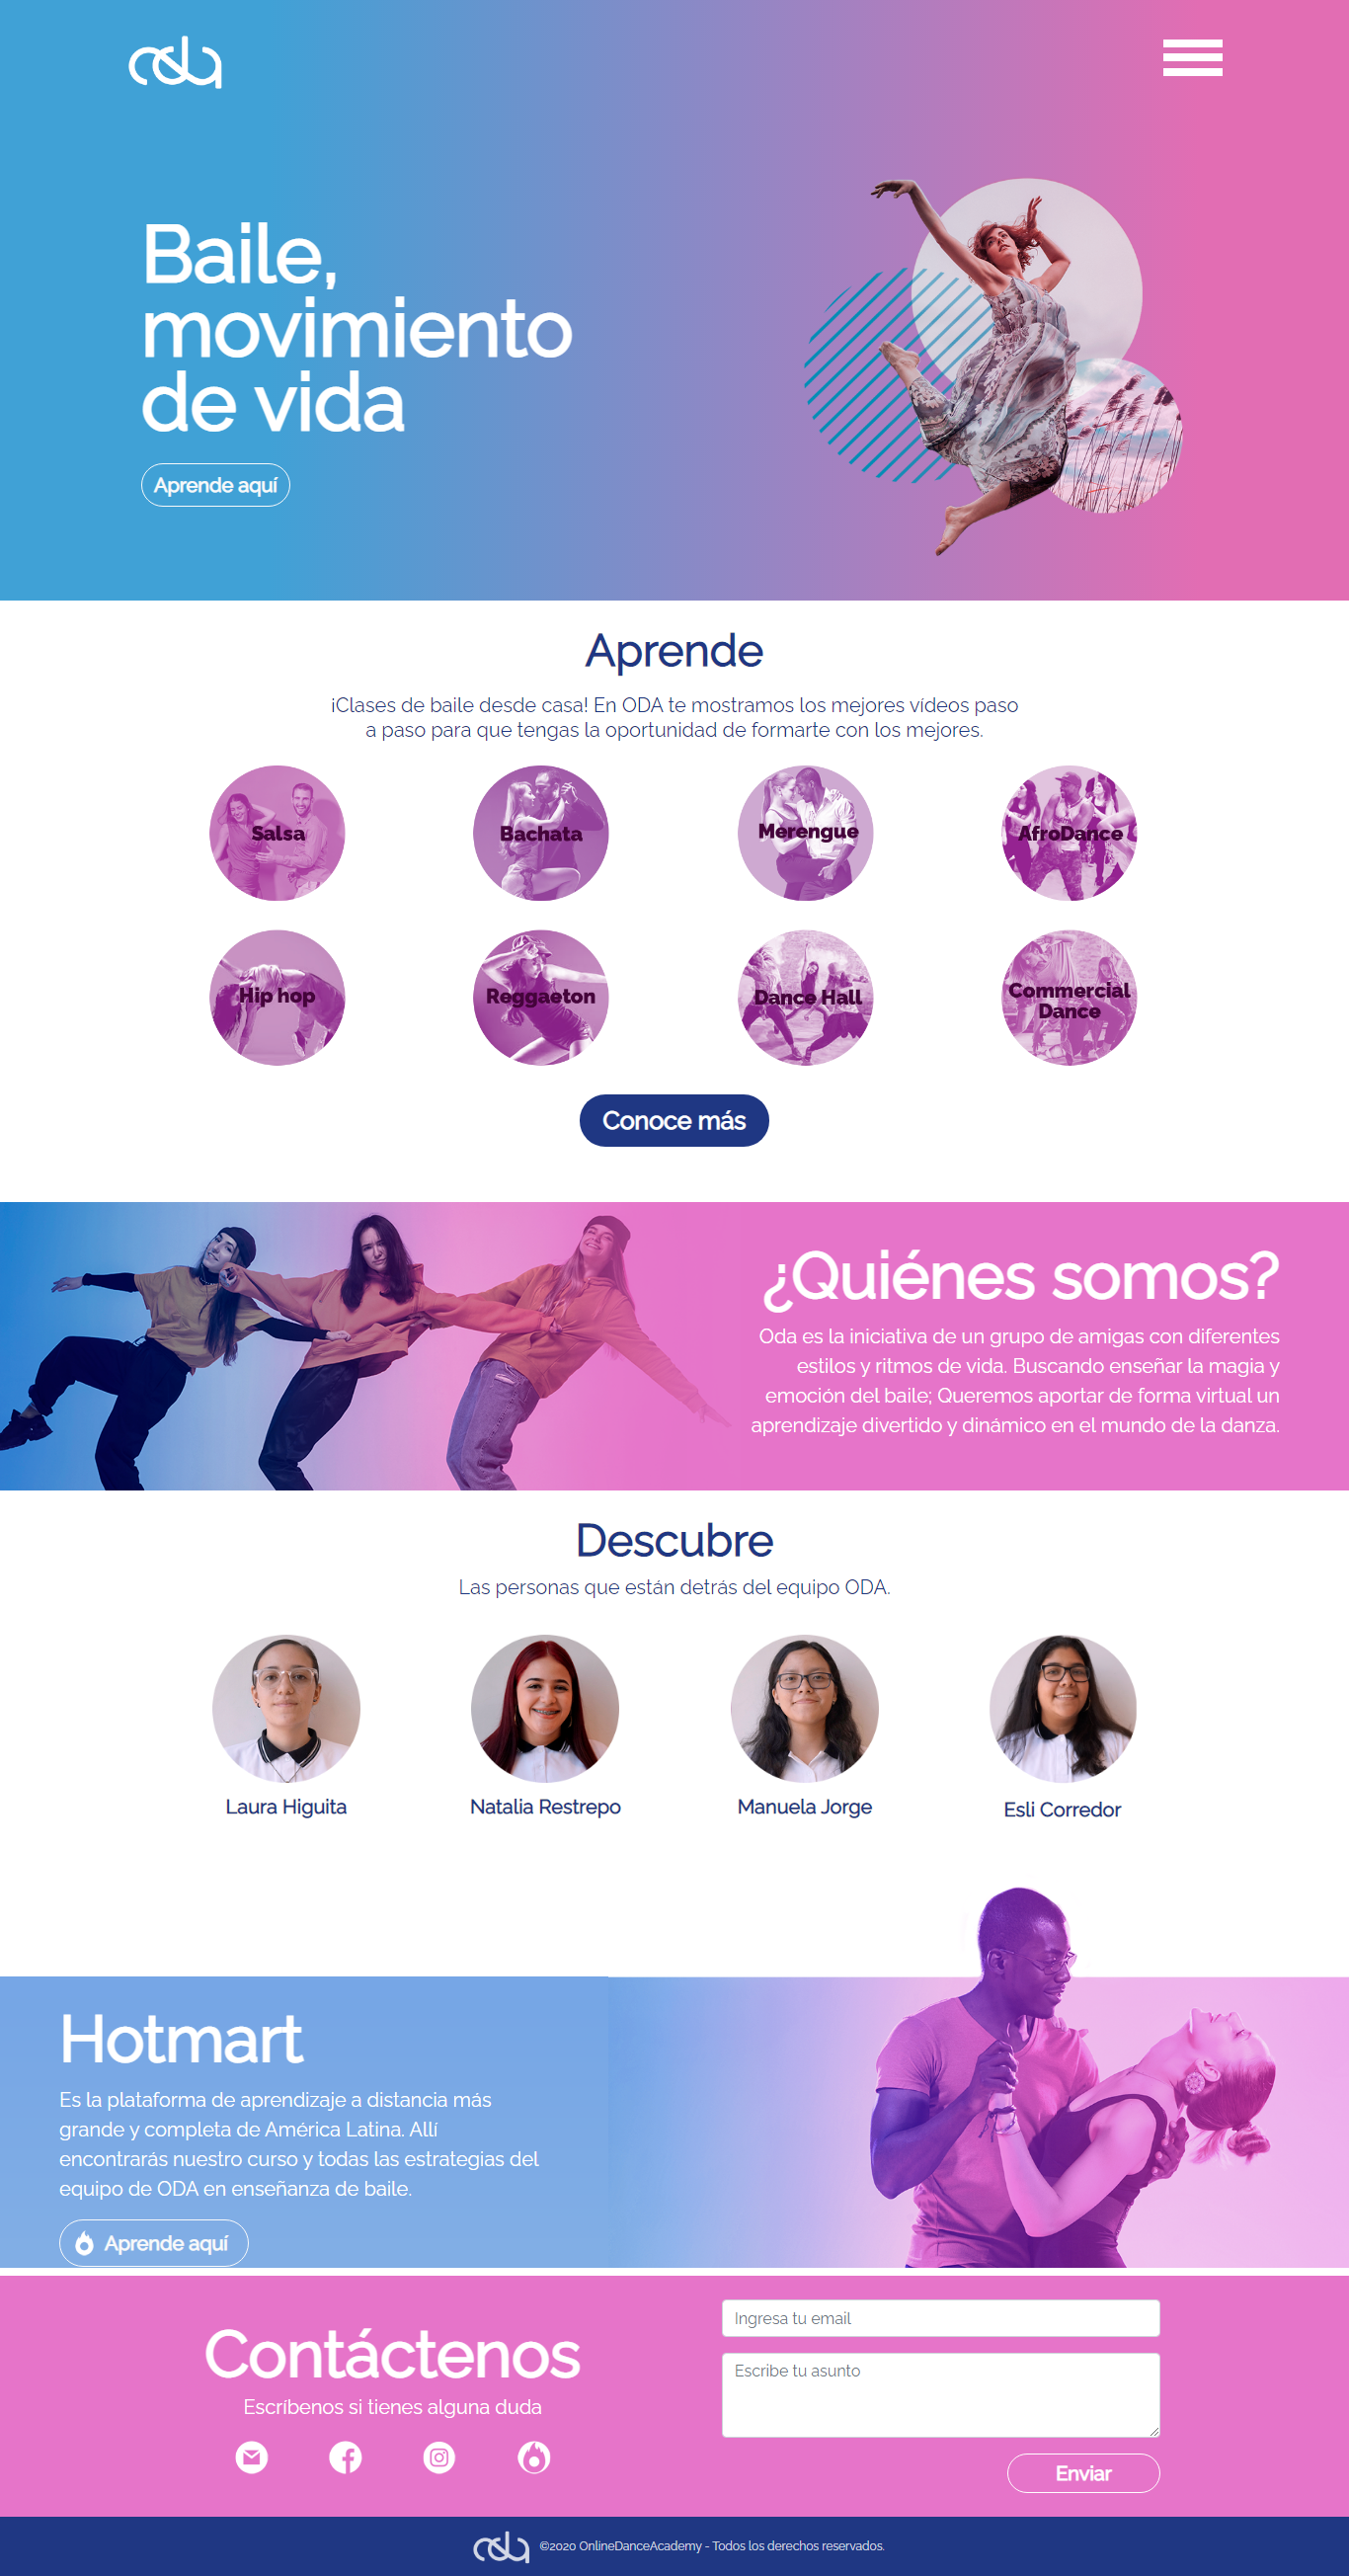 oda
Baile,
movimiento
de vida
Aprende aquí
Aprende
¡Clases de baile desde casa! En ODA te mostramos los mejores vídeos paso
a paso para que tengas la oportunidad de formarte con los mejores.
Salsa
Bachata
Merengue
AfroDance
Hip hop
Reggaeton
Dance Hall
Commercial
Dance
Conoce más
¿Quiénes somos?
Oda es la iniciativa de un grupo de amigas con diferentes
estilos y ritmos de vida. Buscando enseñar la magia y
emoción del baile; Queremos aportar de forma virtual un
aprendizaje divertido y dinámico en el mundo de la danza.
Descubre
Las personas que están detrás del equipo ODA.
Laura Higuita
Natalia Restrepo
Manuela Jorge
Esli Corredor
Hotmart
Es la plataforma de aprendizaje a distancia más
grande y completa de América Latina. Allí
encontrarás nuestro curso y todas las estrategias del
equipo de ODA en enseñanza de baile.
Aprende aquí
Contáctenos
Escríbenos si tienes alguna duda
Ingresa tu email
Escribe tu asunto
Enviar
oda ©2020 OnlineDanceAcademy - Todos los derechos reservados.